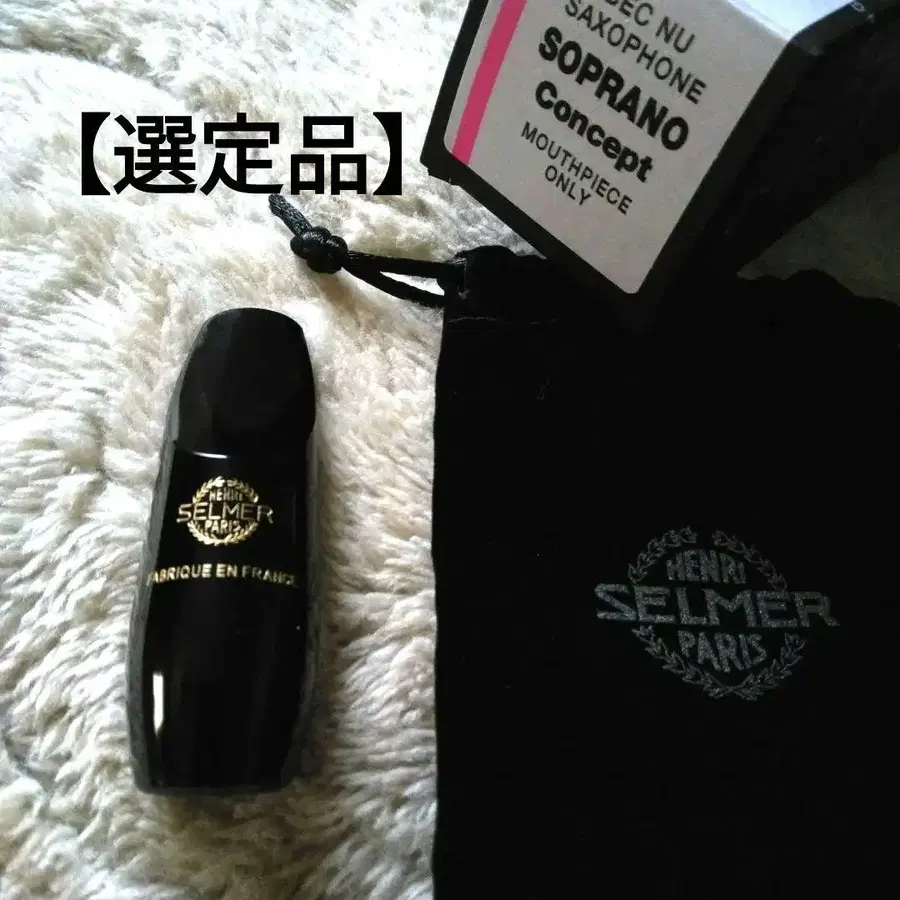 BEC NU
SAXOPHONE
SOPRANO
Concept
MOUTHPIECE
ONLY
【選定品】
HENRI
SELMER
PARIS
FABRIQUE EN FRANCE
HENRI
SELMER
PARIS